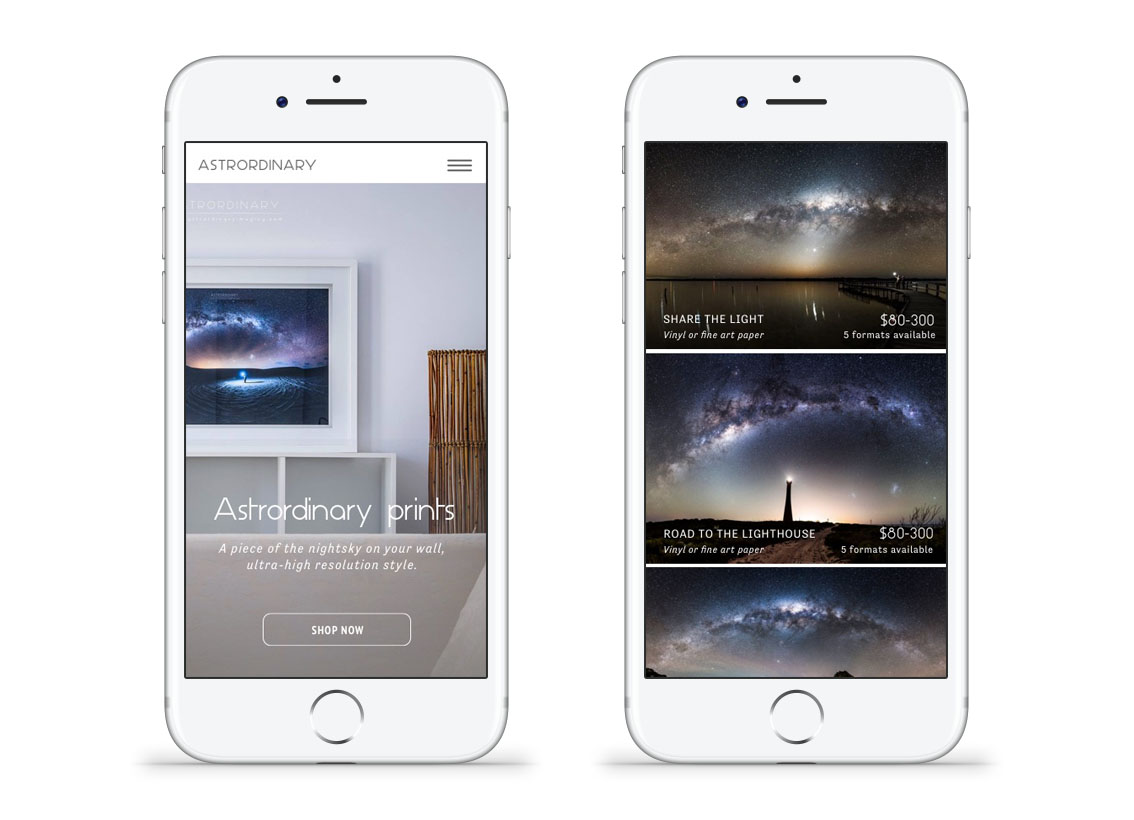 ASTRORDINARY
TRORDINARY
Astrordinary prints
A piece of the nightsky on your wall,
ultra-high resolution style.
SHOP NOW
SHARE THE LIGHT
$80-300
Vinyl or fine art paper
5 formats available
ROAD TO THE LIGHTHOUSE
$80-300
Vinyl or fine art paper
5 formats available